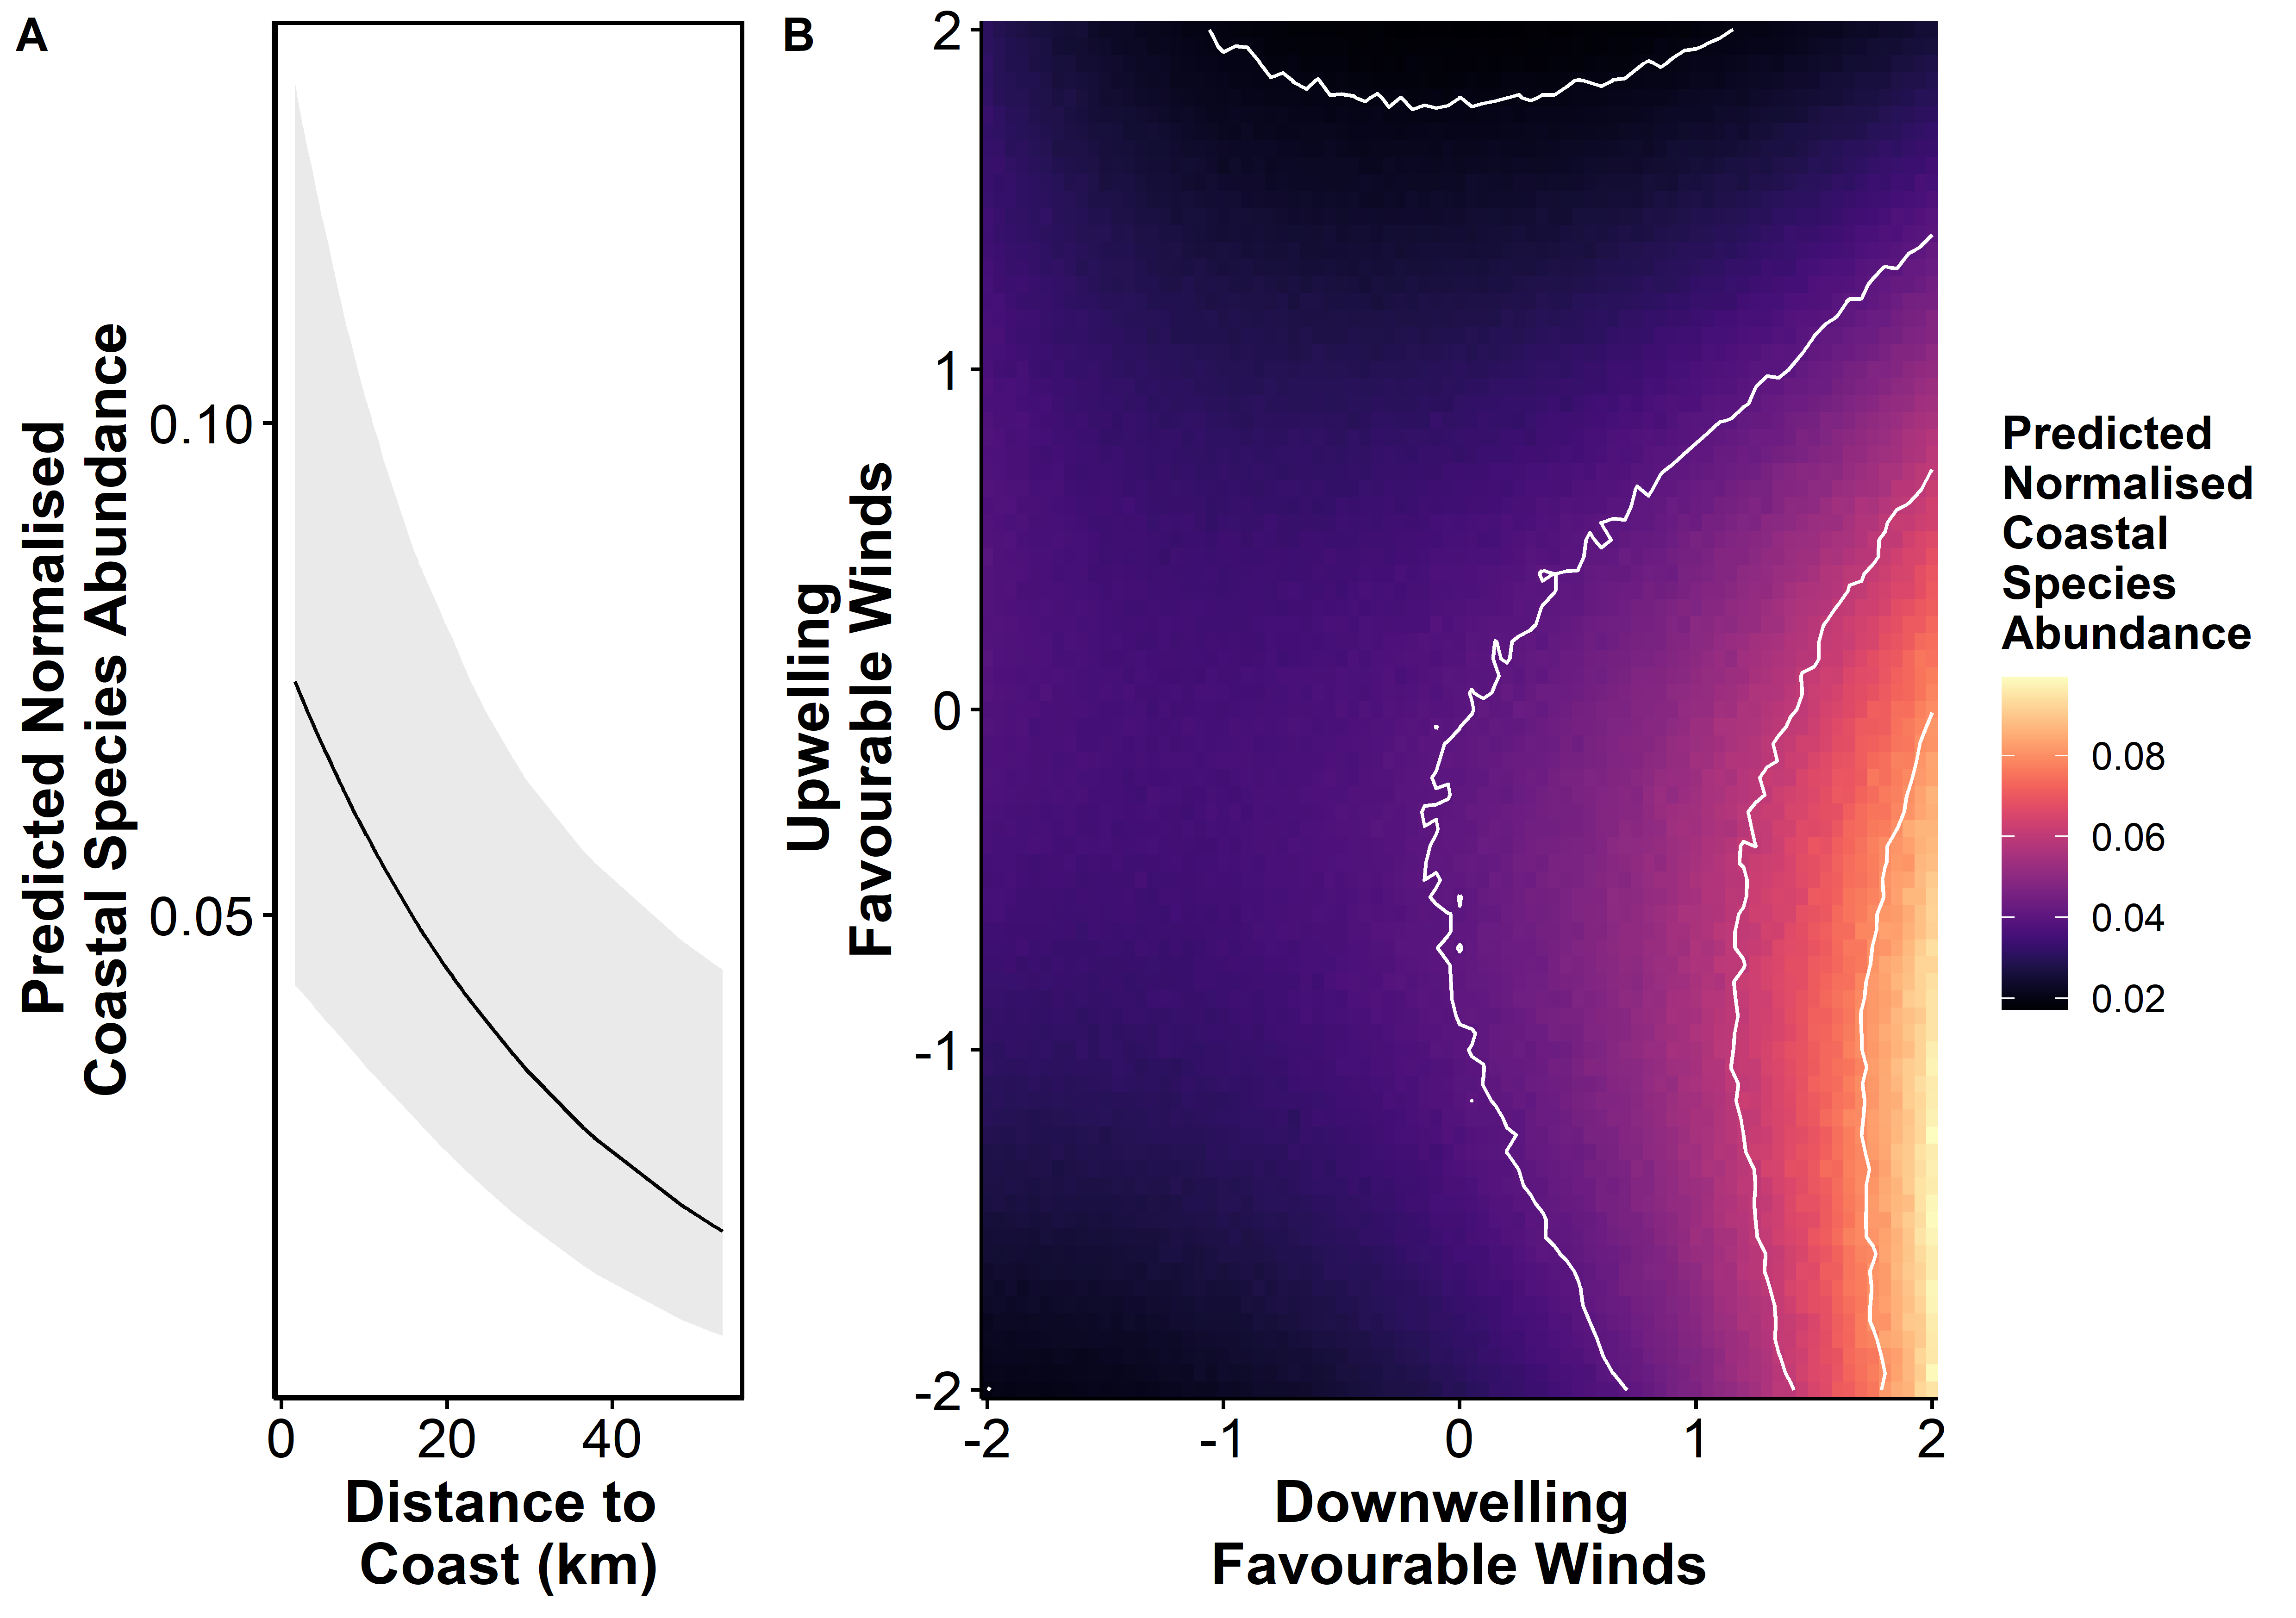 A
Predicted Normalised
Coastal Species Abundance
0.10
0.05
0
20
40
Distance to
Coast (km)
B
Upwelling
Favourable Winds
2
1
0
-1
-2
-2
-1
0
1
2
Downwelling
Favourable Winds
Predicted
Normalised
Coastal
Species
Abundance
0.08
0.06
0.04
0.02